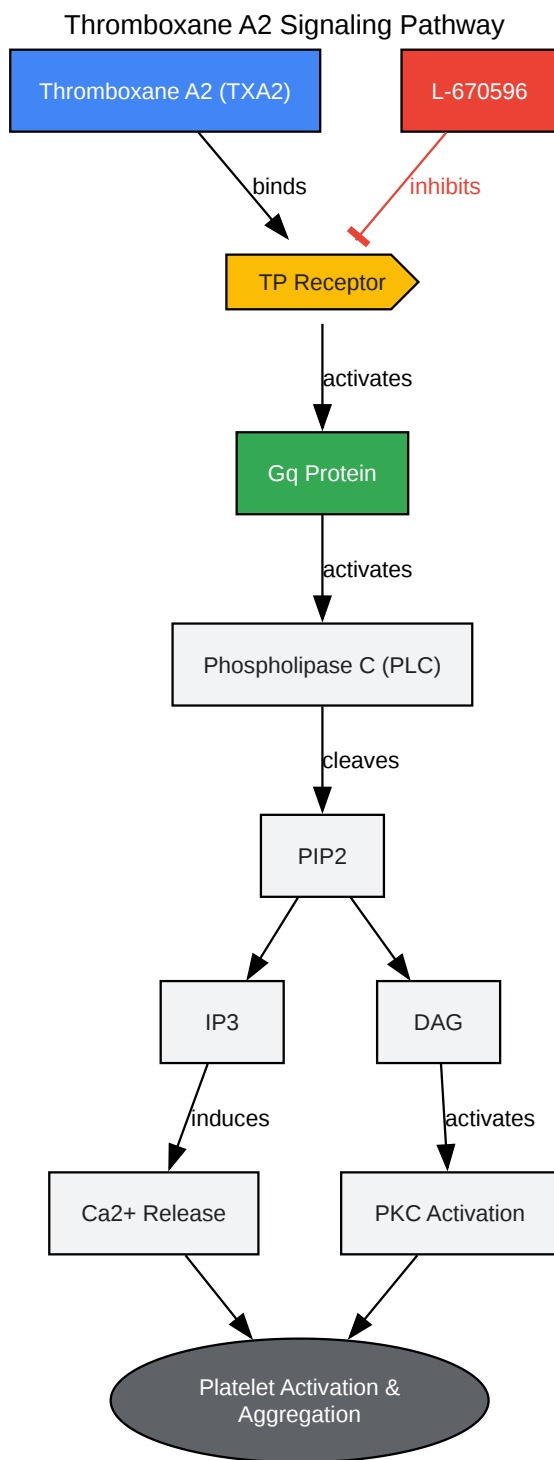 Thromboxane A2 Signaling Pathway
Thromboxane A2 (TXA2)
L-670596
binds
inhibits
TP Receptor
activates
Gq Protein
activates
Phospholipase C (PLC)
cleaves
PIP2
IP3
DAG
induces
activates
Ca2+ Release
PKC Activation
Platelet Activation &
Aggregation